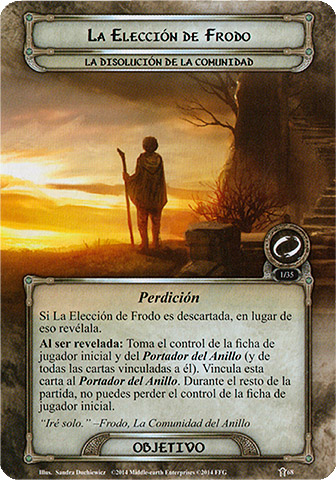 La Elección de Frodo
La disolución de la comunidad
1/35
Perdición
Si La Elección de Frodo es descartada, en lugar de
eso revélala.
Al ser revelada: Toma el control de la ficha de
jugador inicial y del Portador del Anillo (y de
todas las cartas vinculadas a él). Vincula esta
carta al Portador del Anillo. Durante el resto de la
partida, no puedes perder el control de la ficha de
jugador inicial.
“Iré solo.” –Frodo, La Comunidad del Anillo
Objetivo
Illus. Sandra Duchiewicz ©2014 Middle-earth Enterprises ©2014 FFG
68